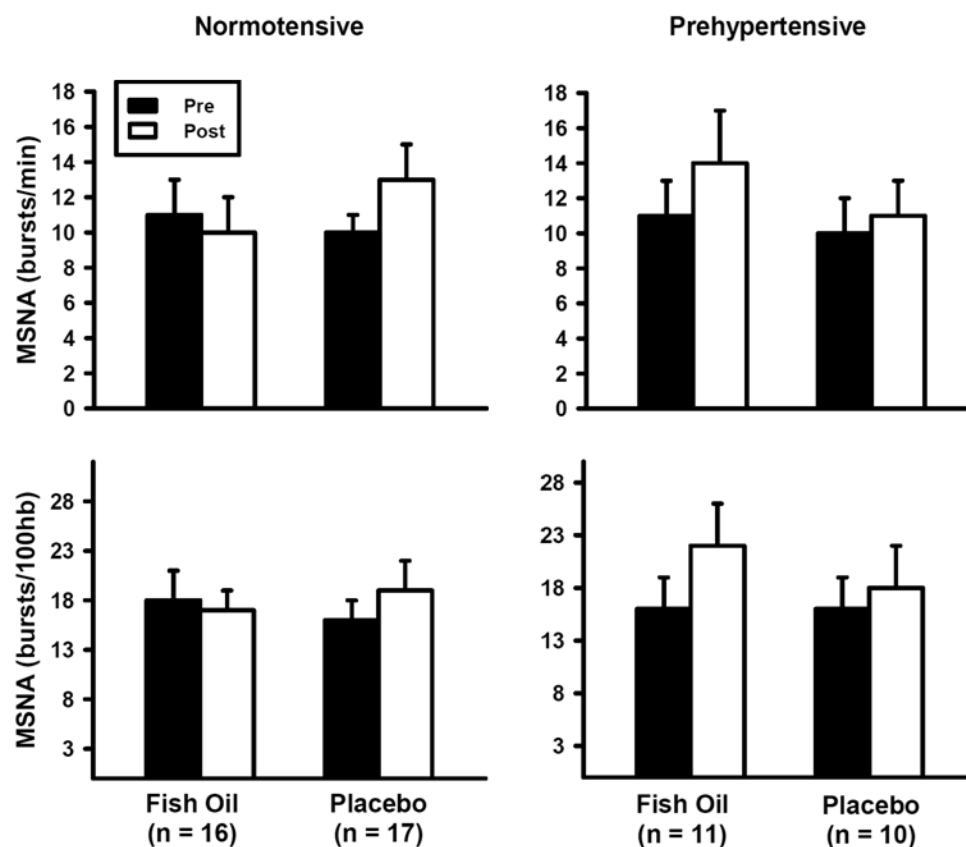 Normotensive
Prehypertensive
MSNA (bursts/min)
18
16
14
12
10
8
6
4
2
0
Pre
Post
18
16
14
12
10
8
6
4
2
0
MSNA (bursts/100hb)
28
23
18
13
8
3
28
23
18
13
8
3
Fish Oil
(n = 16)
Placebo
(n = 17)
Fish Oil
(n = 11)
Placebo
(n = 10)